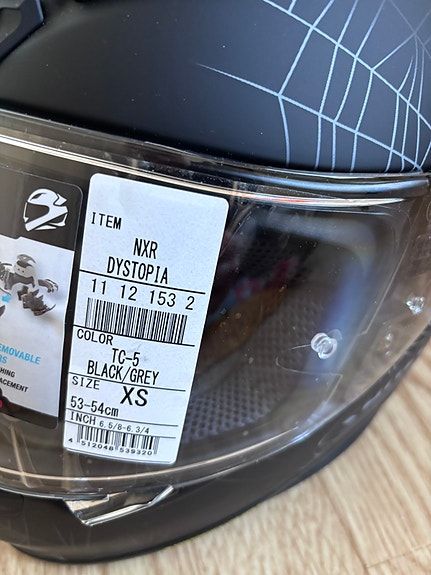 ITEM
NXR
DYSTOPIA
11 12 153 2
COLOR
TC-5
BLACK/GREY
SIZE XS
53-54cm
INCH 6.5/8-6.3/4
4 512048 539320